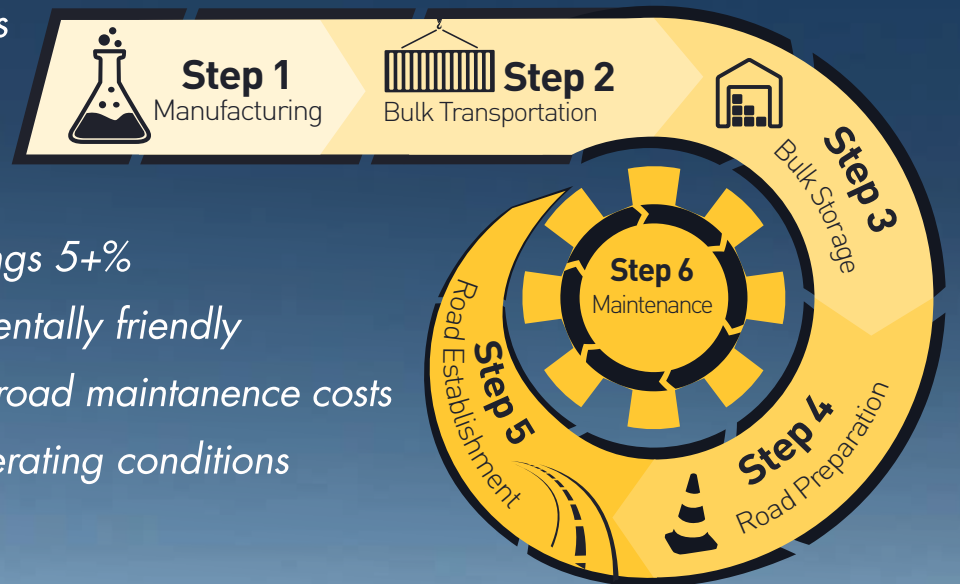 s
Step 1
Manufacturing
Step 2
Bulk Transportation
Step 3
Bulk Storage
ngs 5+%
entally friendly
road maintanence costs
erating conditions
Step 6
Maintenance
Step 5
Road Establishment
Step 4
Road Preparation